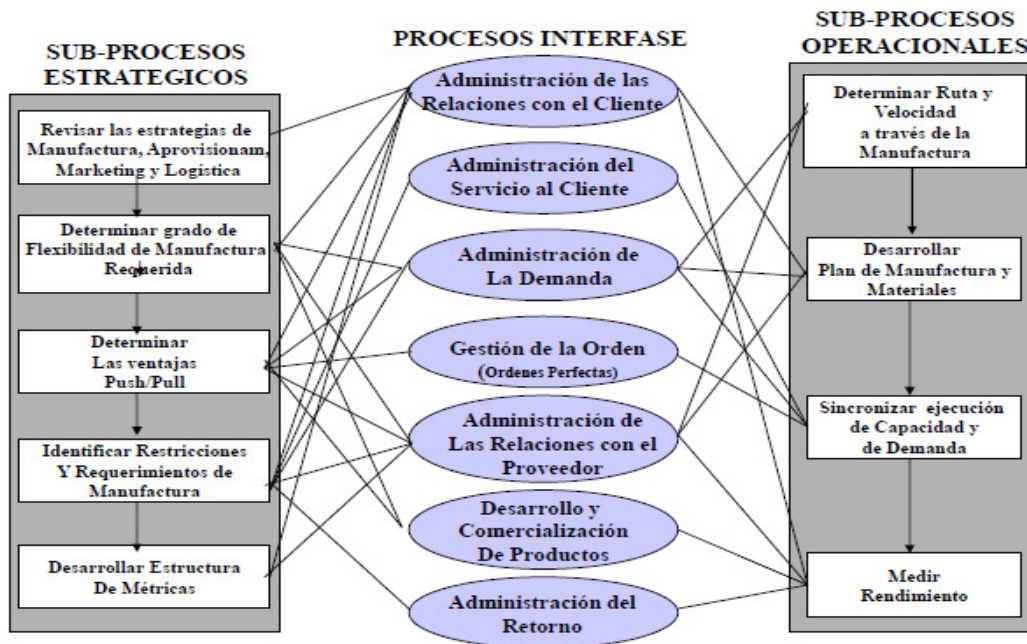 SUB-PROCESOS
ESTRATEGICOS
Revisar las estrategias de
Manufactura, Aprovisionam,
Marketing y Logística
Determinar grado de
Flexibilidad de Manufactura
Requerida
Determinar
Las ventajas
Push/Pull
Identificar Restricciones
Y Requerimientos de
Manufactura
Desarrollar Estructura
De Métricas
PROCESOS INTERFASE
Administración de las
Relaciones con el Cliente
Administración del
Servicio al Cliente
Administración de
La Demanda
Gestión de la Orden
(Ordenes Perfectas)
Administración de
Las Relaciones con el
Proveedor
Desarrollo y
Comercialización
De Productos
Administración del
Retorno
SUB-PROCESOS
OPERACIONALES
Determinar Ruta y
Velocidad
a través de la
Manufactura
Desarrollar
Plan de Manufactura y
Materiales
Sincronizar ejecución
de Capacidad y
de Demanda
Medir
Rendimiento